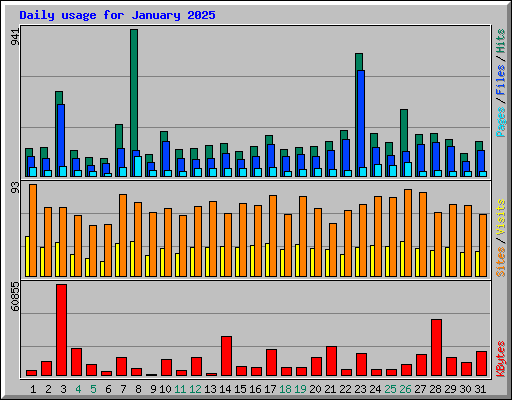 Daily usage for January 2025
941
Pages / Files / Hits
93
Sites / Visits
60855
KBytes
1 2 3 4 5 6 7 8 9 10 11 12 13 14 15 16 17 18 19 20 21 22 23 24 25 26 27 28 29 30 31